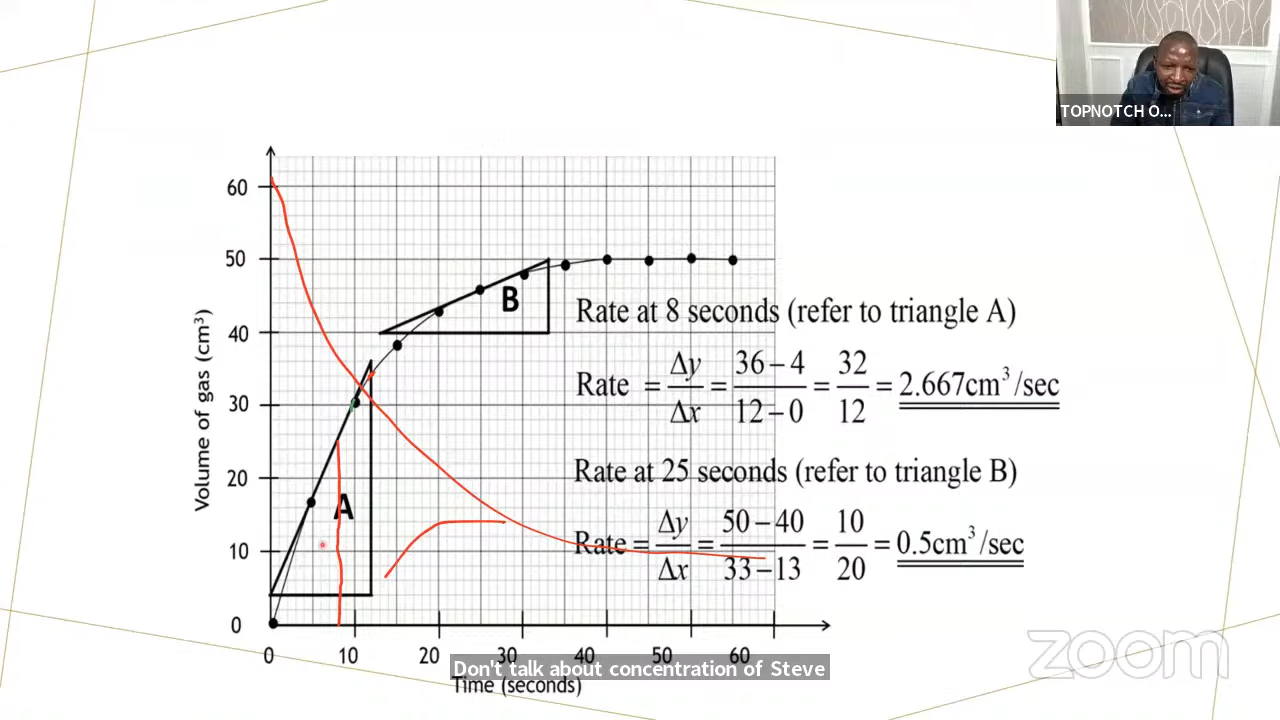 TOPNOTCH O...
60
50
40
30
20
10
0
Volume of gas (cm³)
A
B
0 10 20 30 40 50 60
Time (seconds)
Rate at 8 seconds (refer to triangle A)
Rate = Δy/Δx = 36 – 4/12 – 0 = 32/12 = 2.667cm³/sec
Rate at 25 seconds (refer to triangle B)
Rate = Δy/Δx = 50 – 40/33 – 13 = 10/20 = 0.5cm³/sec
Don't talk about concentration of Steve
zoom